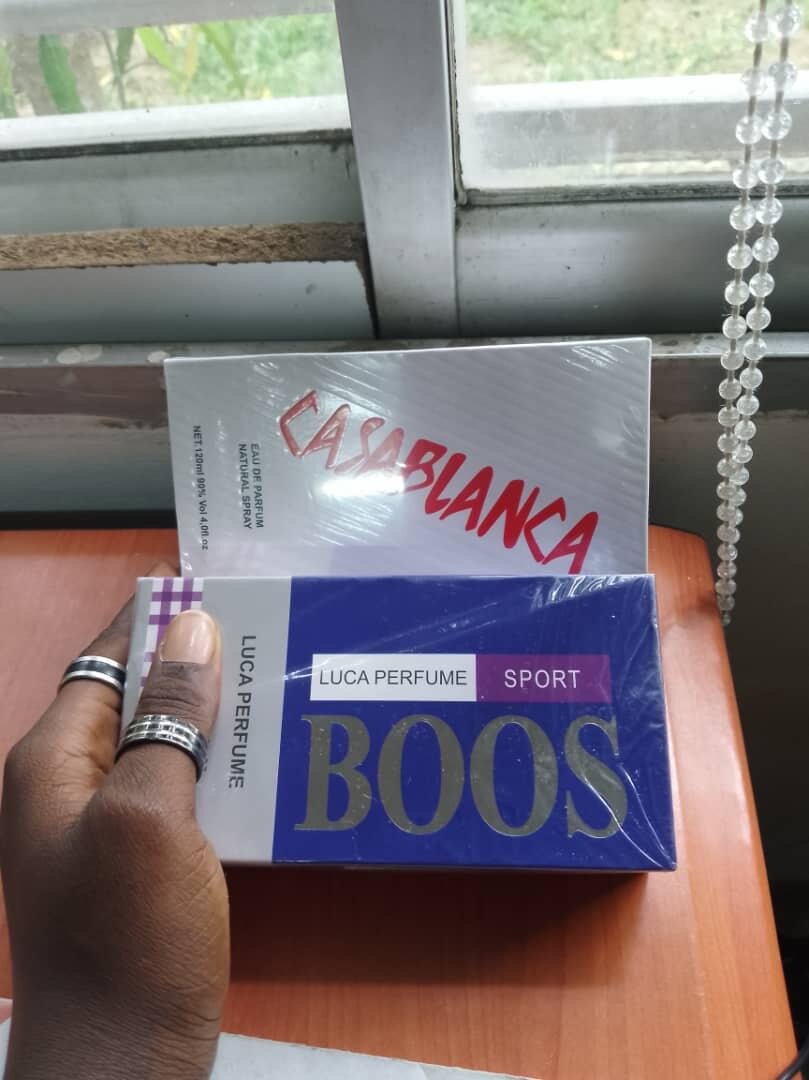 CASABLANCA
EAU DE PARFUM
NATURAL SPRAY
NET.120ml 90% Vol 4.0fl.oz
LUCA PERFUME
LUCA PERFUME SPORT
BOOS